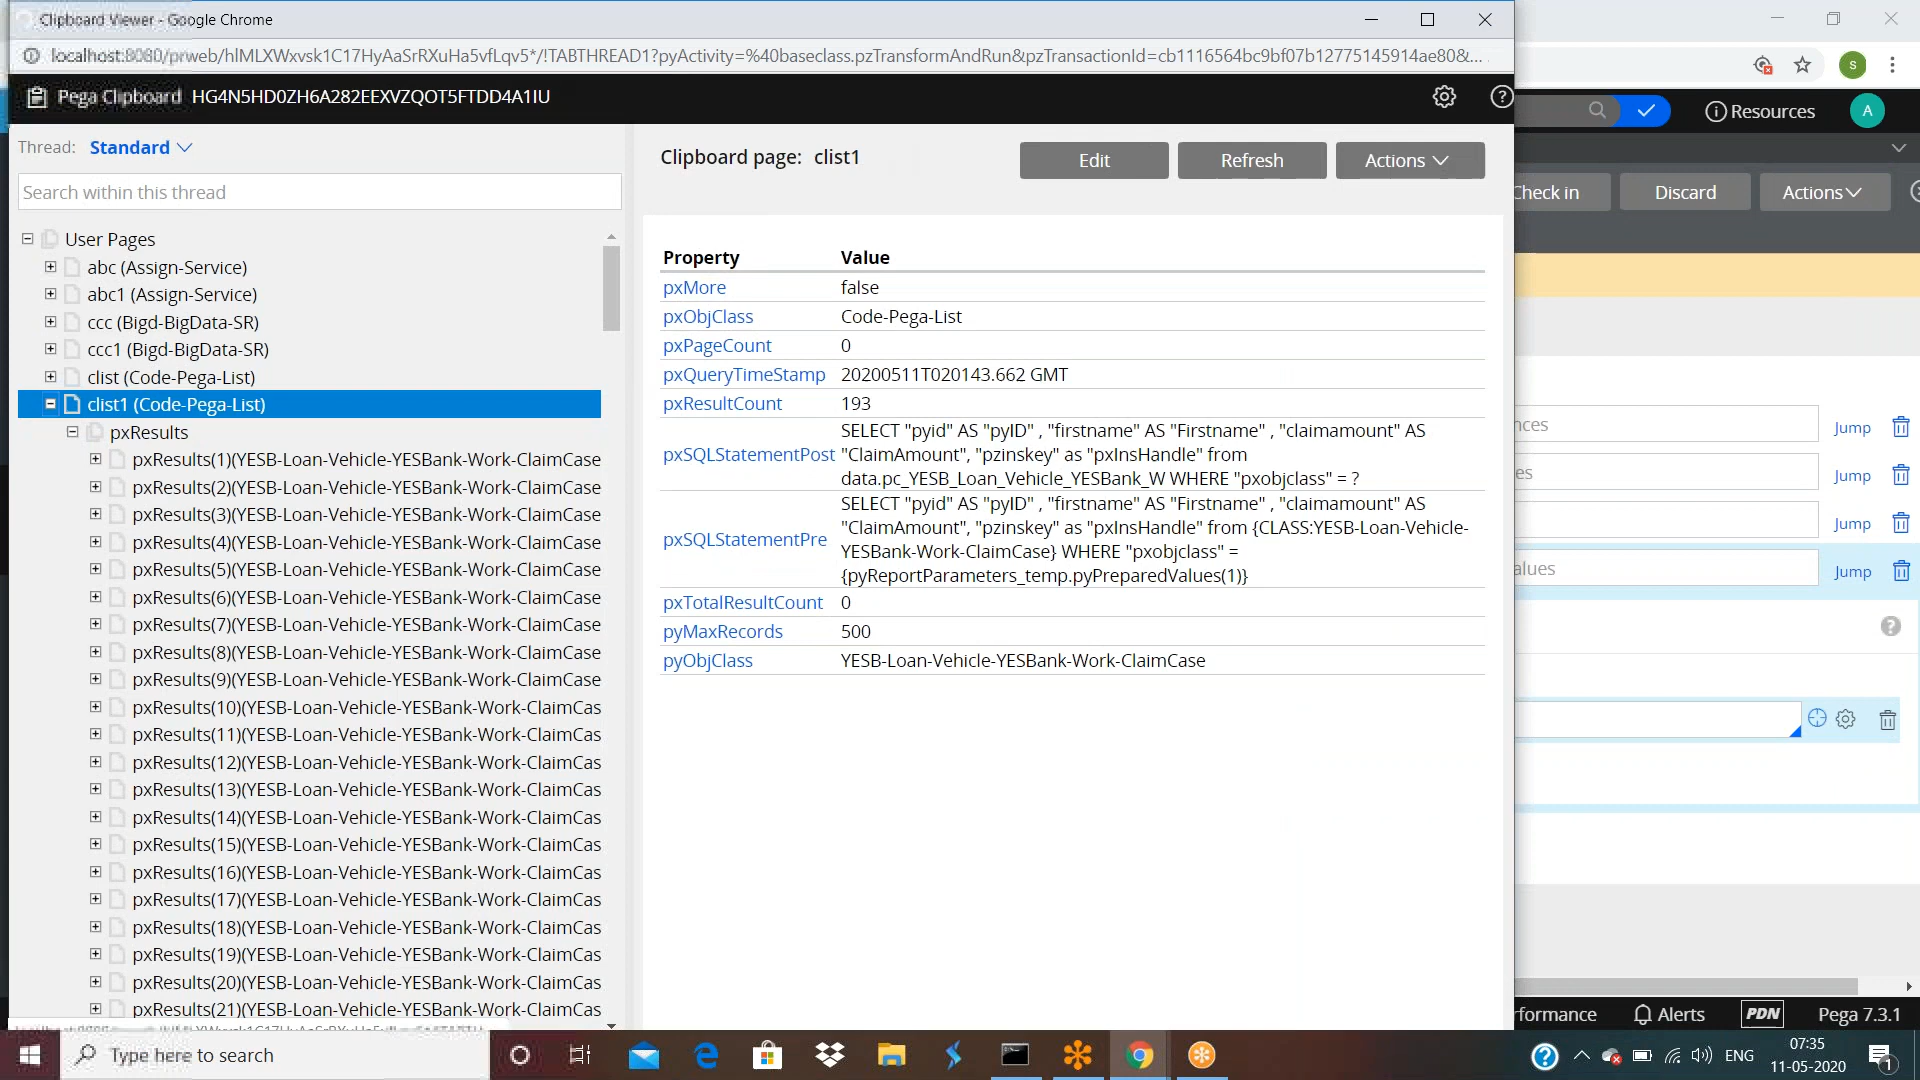 Clipboard Viewer - Google Chrome
localhost:8080/prweb/hlMLXWxvsk1C17HyAaSrRXuHa5vfLqv5*/!TABTHREAD1?pyActivity=%40baseclass.pzTransformAndRun&pzTransactionId=cb1116564bc9bf07b12775145914ae80&...
Pega Clipboard HG4N5HD0ZH6A282EEXVZQOT5FTDD4A1IU
Resources A
S
Thread: Standard
Search within this thread
Clipboard page: clist1
Edit Refresh Actions
Check in Discard Actions
User Pages
abc (Assign-Service)
abc1 (Assign-Service)
ccc (Bigd-BigData-SR)
ccc1 (Bigd-BigData-SR)
clist (Code-Pega-List)
clist1 (Code-Pega-List)
pxResults
pxResults(1)(YESB-Loan-Vehicle-YESBank-Work-ClaimCase
pxResults(2)(YESB-Loan-Vehicle-YESBank-Work-ClaimCase
pxResults(3)(YESB-Loan-Vehicle-YESBank-Work-ClaimCase
pxResults(4)(YESB-Loan-Vehicle-YESBank-Work-ClaimCase
pxResults(5)(YESB-Loan-Vehicle-YESBank-Work-ClaimCase
pxResults(6)(YESB-Loan-Vehicle-YESBank-Work-ClaimCase
pxResults(7)(YESB-Loan-Vehicle-YESBank-Work-ClaimCase
pxResults(8)(YESB-Loan-Vehicle-YESBank-Work-ClaimCase
pxResults(9)(YESB-Loan-Vehicle-YESBank-Work-ClaimCase
pxResults(10)(YESB-Loan-Vehicle-YESBank-Work-ClaimCas
pxResults(11)(YESB-Loan-Vehicle-YESBank-Work-ClaimCas
pxResults(12)(YESB-Loan-Vehicle-YESBank-Work-ClaimCas
pxResults(13)(YESB-Loan-Vehicle-YESBank-Work-ClaimCas
pxResults(14)(YESB-Loan-Vehicle-YESBank-Work-ClaimCas
pxResults(15)(YESB-Loan-Vehicle-YESBank-Work-ClaimCas
pxResults(16)(YESB-Loan-Vehicle-YESBank-Work-ClaimCas
pxResults(17)(YESB-Loan-Vehicle-YESBank-Work-ClaimCas
pxResults(18)(YESB-Loan-Vehicle-YESBank-Work-ClaimCas
pxResults(19)(YESB-Loan-Vehicle-YESBank-Work-ClaimCas
pxResults(20)(YESB-Loan-Vehicle-YESBank-Work-ClaimCas
pxResults(21)(YESB-Loan-Vehicle-YESBank-Work-ClaimCas
Property Value
pxMore false
pxObjClass Code-Pega-List
pxPageCount 0
pxQueryTimeStamp 20200511T020143.662 GMT
pxResultCount 193
pxSQLStatementPost SELECT "pyid" AS "pyID" , "firstname" AS "Firstname" , "claimamount" AS
"ClaimAmount", "pzinskey" as "pxInsHandle" from
data.pc_YESB_Loan_Vehicle_YESBank_W WHERE "pxobjclass" = ?
pxSQLStatementPre SELECT "pyid" AS "pyID" , "firstname" AS "Firstname" , "claimamount" AS
"ClaimAmount", "pzinskey" as "pxInsHandle" from {CLASS:YESB-Loan-Vehicle-
YESBank-Work-ClaimCase} WHERE "pxobjclass" =
{pyReportParameters_temp.pyPreparedValues(1)}
pxTotalResultCount 0
pyMaxRecords 500
pyObjClass YESB-Loan-Vehicle-YESBank-Work-ClaimCase
nces Jump
es Jump
Jump
alues Jump
rformance Alerts PDN Pega 7.3.1
Type here to search
ENG
07:35
11-05-2020
1